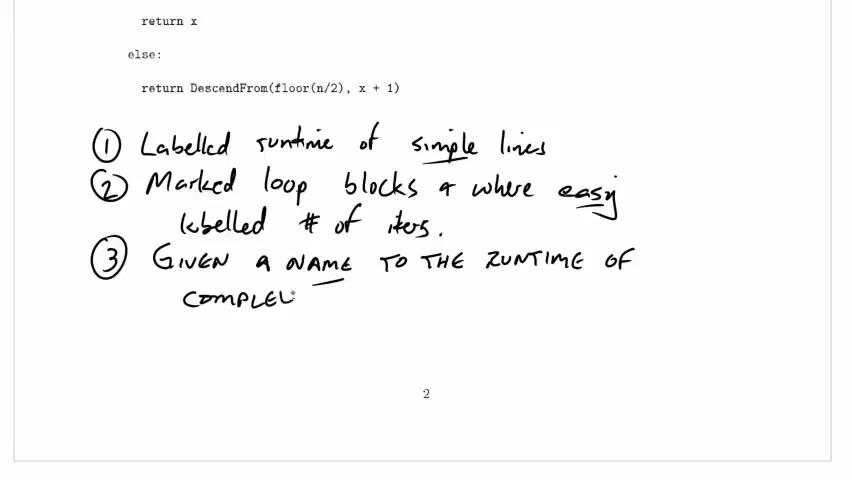 return x
else:
return DescendFrom(floor(n/2), x + 1)
① Labelled runtime of simple lines
② Marked loop blocks & where easy
labelled # of iters.
③ GIVEN A NAME TO THE RUNTIME OF
COMPLEX
2